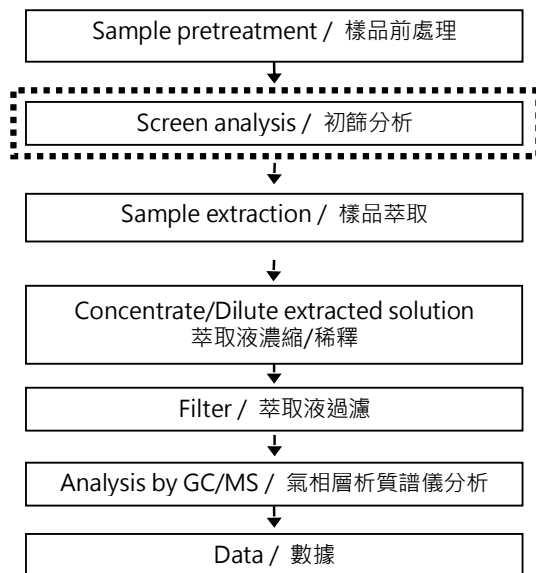 Sample pretreatment / 樣品前處理
Screen analysis / 初篩分析
Sample extraction / 樣品萃取
Concentrate/Dilute extracted solution
萃取液濃縮/稀釋
Filter / 萃取液過濾
Analysis by GC/MS / 氣相層析質譜儀分析
Data / 數據